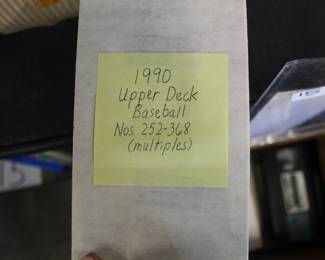 1990
Upper Deck
Baseball
Nos. 252-368
(multiples)